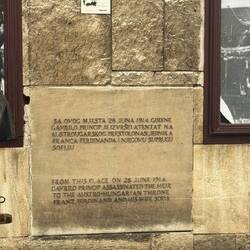 SA OVOG MJESTA 28 JUNA 1914. GODINE
GAVRILO PRINCIP JE IZVRŠIO ATENTAT NA
AUSTROUGARSKOG PRESTOLONASLJEDNIKA
FRANCA FERDINANDA I NJEGOVU SUPRUGU
SOFIJU
FROM THIS PLACE ON 28 JUNE 1914
GAVRILO PRINCIP ASSASSINATED THE HEIR
TO THE AUSTRO-HUNGARIAN THRONE
FRANZ FERDINAND AND HIS WIFE SOFIA